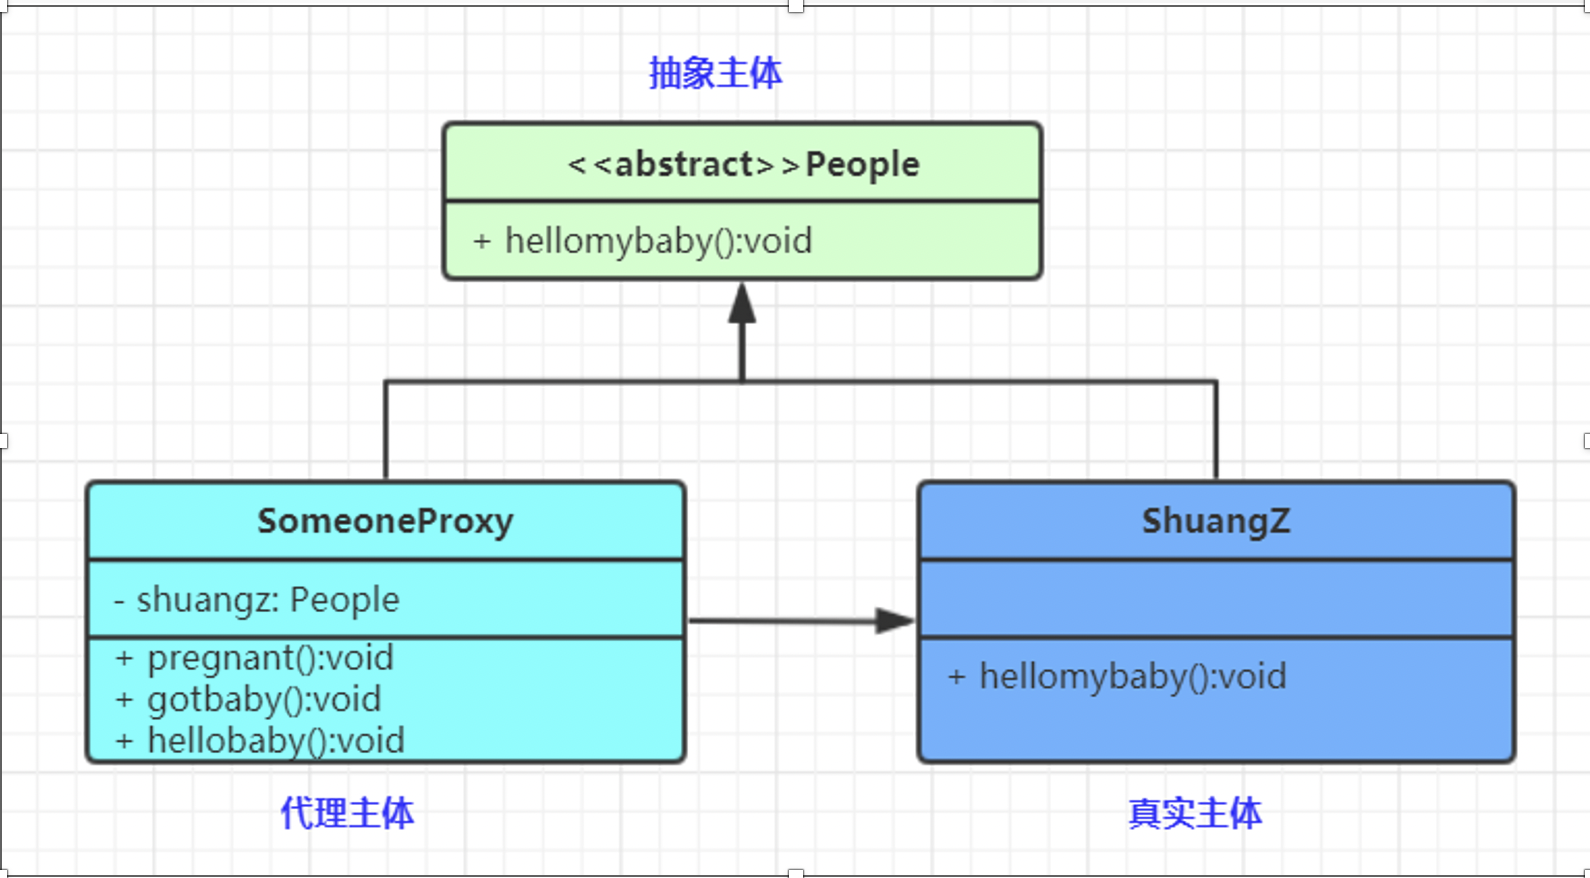 抽象主体
<<abstract>>People
+ hellomybaby():void
SomeoneProxy
- shuangz: People
+ pregnant():void
+ gotbaby():void
+ hellobaby():void
ShuangZ
+ hellomybaby():void
代理主体
真实主体